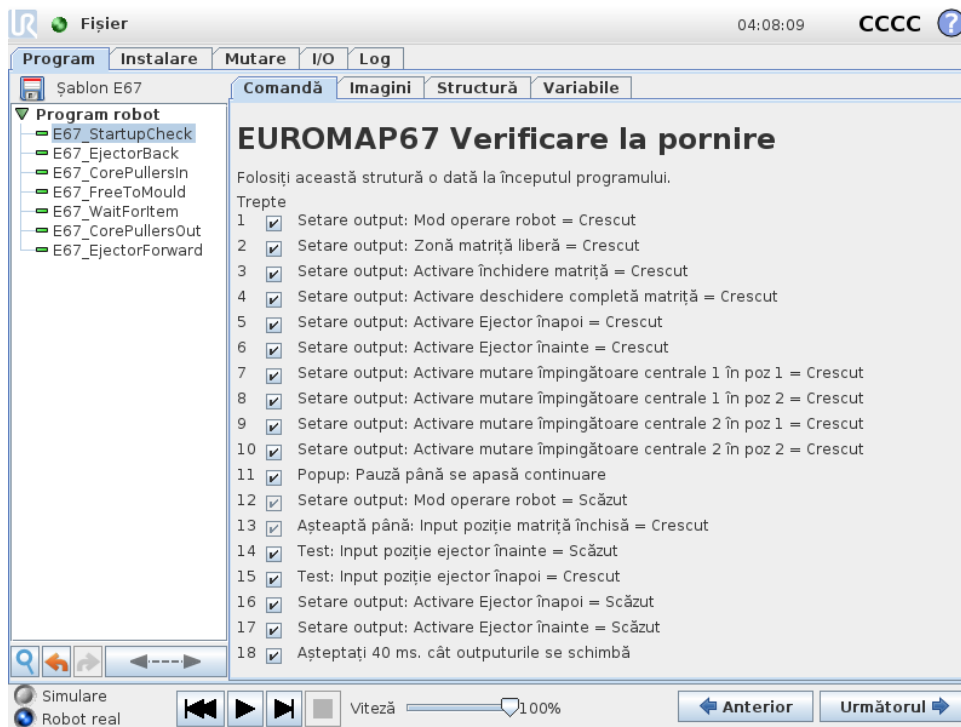 UR Fișier 04:08:09 CCCC ?
Program Instalare Mutare I/O Log
Șablon E67
Comandă Imagini Structură Variabile
Program robot
E67_StartupCheck
E67_EjectorBack
E67_CorePullersIn
E67_FreeToMould
E67_WaitForItem
E67_CorePullersOut
E67_EjectorForward
EUROMAP67 Verificare la pornire
Folosiți această strutură o dată la începutul programului.
Trepte
1 Setare output: Mod operare robot = Crescut
2 Setare output: Zonă matriță liberă = Crescut
3 Setare output: Activare închidere matriță = Crescut
4 Setare output: Activare deschidere completă matriță = Crescut
5 Setare output: Activare Ejector înapoi = Crescut
6 Setare output: Activare Ejector înainte = Crescut
7 Setare output: Activare mutare împingătoare centrale 1 în poz 1 = Crescut
8 Setare output: Activare mutare împingătoare centrale 1 în poz 2 = Crescut
9 Setare output: Activare mutare împingătoare centrale 2 în poz 1 = Crescut
10 Setare output: Activare mutare împingătoare centrale 2 în poz 2 = Crescut
11 Popup: Pauză până se apasă continuare
12 Setare output: Mod operare robot = Scăzut
13 Așteaptă până: Input poziție matriță închisă = Crescut
14 Test: Input poziție ejector înainte = Scăzut
15 Test: Input poziție ejector înapoi = Crescut
16 Setare output: Activare Ejector înapoi = Scăzut
17 Setare output: Activare Ejector înainte = Scăzut
18 Așteptați 40 ms. cât outputurile se schimbă
Simulare
Robot real
Viteză 100%
Anterior Următorul